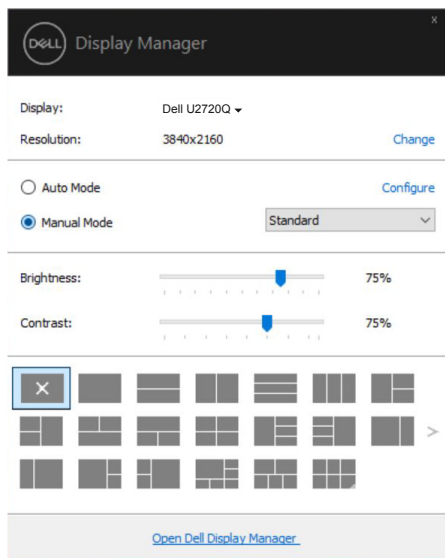 x
DELL Display Manager
Display: Dell U2720Q
Resolution: 3840x2160 Change
Auto Mode Configure
Manual Mode Standard
Brightness: 75%
Contrast: 75%
Open Dell Display Manager